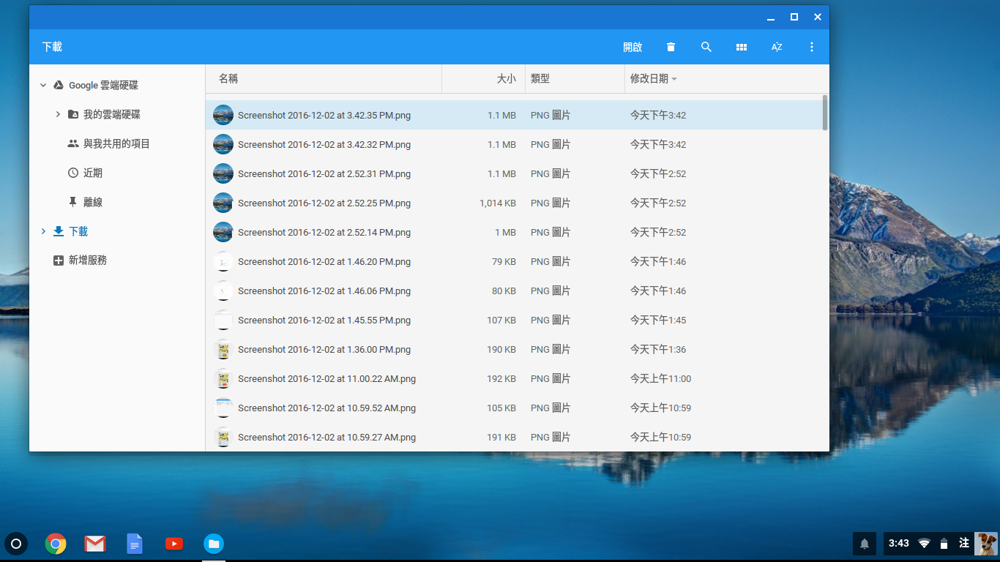 下載
開啟
AZ
Google 雲端硬碟
我的雲端硬碟
與我共用的項目
近期
離線
下載
新增服務
名稱 大小 類型 修改日期
Screenshot 2016-12-02 at 3.42.35 PM.png 1.1 MB PNG 圖片 今天下午3:42
Screenshot 2016-12-02 at 3.42.32 PM.png 1.1 MB PNG 圖片 今天下午3:42
Screenshot 2016-12-02 at 2.52.31 PM.png 1.1 MB PNG 圖片 今天下午2:52
Screenshot 2016-12-02 at 2.52.25 PM.png 1,014 KB PNG 圖片 今天下午2:52
Screenshot 2016-12-02 at 2.52.14 PM.png 1 MB PNG 圖片 今天下午2:52
Screenshot 2016-12-02 at 1.46.20 PM.png 79 KB PNG 圖片 今天下午1:46
Screenshot 2016-12-02 at 1.46.06 PM.png 80 KB PNG 圖片 今天下午1:46
Screenshot 2016-12-02 at 1.45.55 PM.png 107 KB PNG 圖片 今天下午1:45
Screenshot 2016-12-02 at 1.36.00 PM.png 190 KB PNG 圖片 今天下午1:36
Screenshot 2016-12-02 at 11.00.22 AM.png 192 KB PNG 圖片 今天上午11:00
Screenshot 2016-12-02 at 10.59.52 AM.png 105 KB PNG 圖片 今天上午10:59
Screenshot 2016-12-02 at 10.59.27 AM.png 191 KB PNG 圖片 今天上午10:59
3:43 注